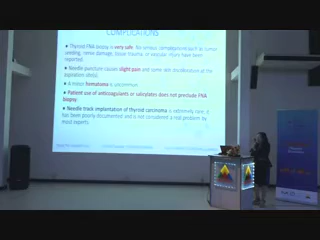 COMPLICATIONS
• Thyroid FNA biopsy is very safe. No serious complications such as tumor
seeding, nerve damage, tissue trauma, or vascular injury have been
reported.
• Needle puncture causes slight pain and some skin discoloration at the
aspiration site(s).
• A minor hematoma is uncommon.
• Patient use of anticoagulants or salicylates does not preclude FNA
biopsy.
• Needle track implantation of thyroid carcinoma is extremely rare; it
has been poorly documented and is not considered a real problem by
most experts.